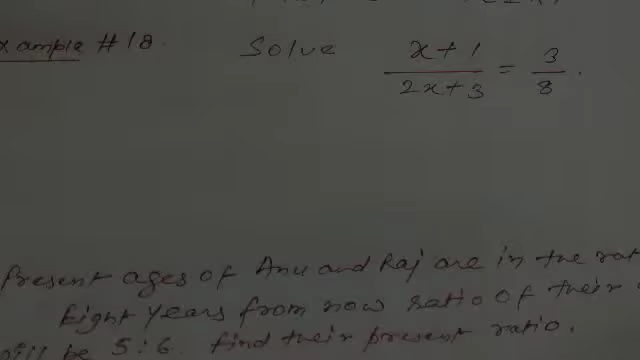 xample #18. Solve x+1/2x+3 = 3/8.
Present ages of Anu and Raj are in the
Eight years from now ratio of their
be 5:6. find their present ratio.